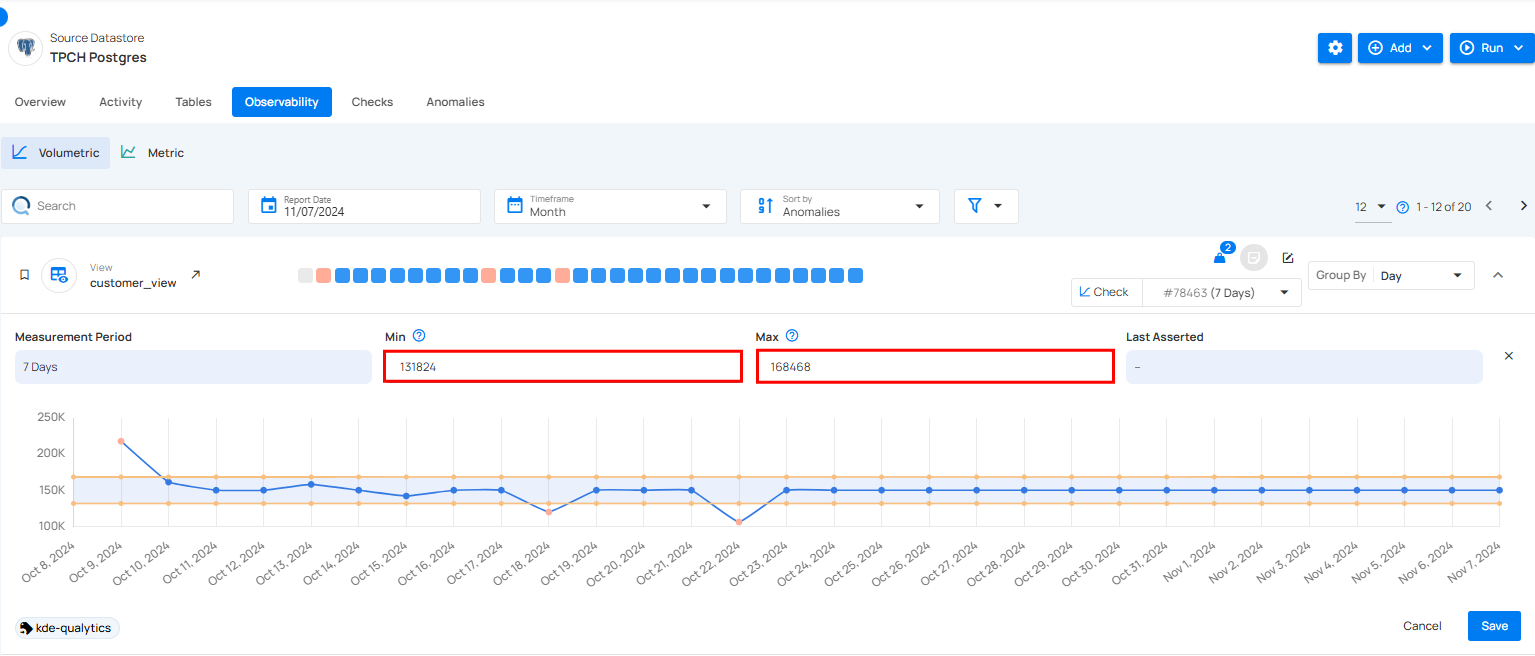 Source Datastore
TPCH Postgres
Add
Run
Overview Activity Tables Observability Checks Anomalies
Volumetric Metric
Search
Report Date
11/07/2024
Timeframe
Month
Sort by
Anomalies
12 1 - 12 of 20
View
customer_view
2
Check
#78463 (7 Days)
Group By Day
Measurement Period Min Max Last Asserted
7 Days 131824 168468 –
250K
200K
150K
100K
Oct 8, 2024
Oct 9, 2024
Oct 10, 2024
Oct 11, 2024
Oct 12, 2024
Oct 13, 2024
Oct 14, 2024
Oct 15, 2024
Oct 16, 2024
Oct 17, 2024
Oct 18, 2024
Oct 19, 2024
Oct 20, 2024
Oct 21, 2024
Oct 22, 2024
Oct 23, 2024
Oct 24, 2024
Oct 25, 2024
Oct 26, 2024
Oct 27, 2024
Oct 28, 2024
Oct 29, 2024
Oct 30, 2024
Oct 31, 2024
Nov 1, 2024
Nov 2, 2024
Nov 3, 2024
Nov 4, 2024
Nov 5, 2024
Nov 6, 2024
Nov 7, 2024
kde-qualytics
Cancel
Save